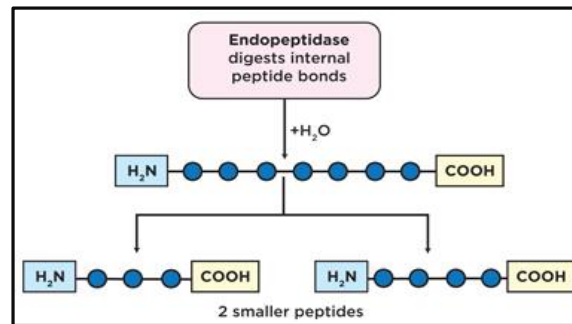 Endopeptidase
digests internal
peptide bonds
+H₂O
H₂N COOH
H₂N COOH H₂N COOH
2 smaller peptides